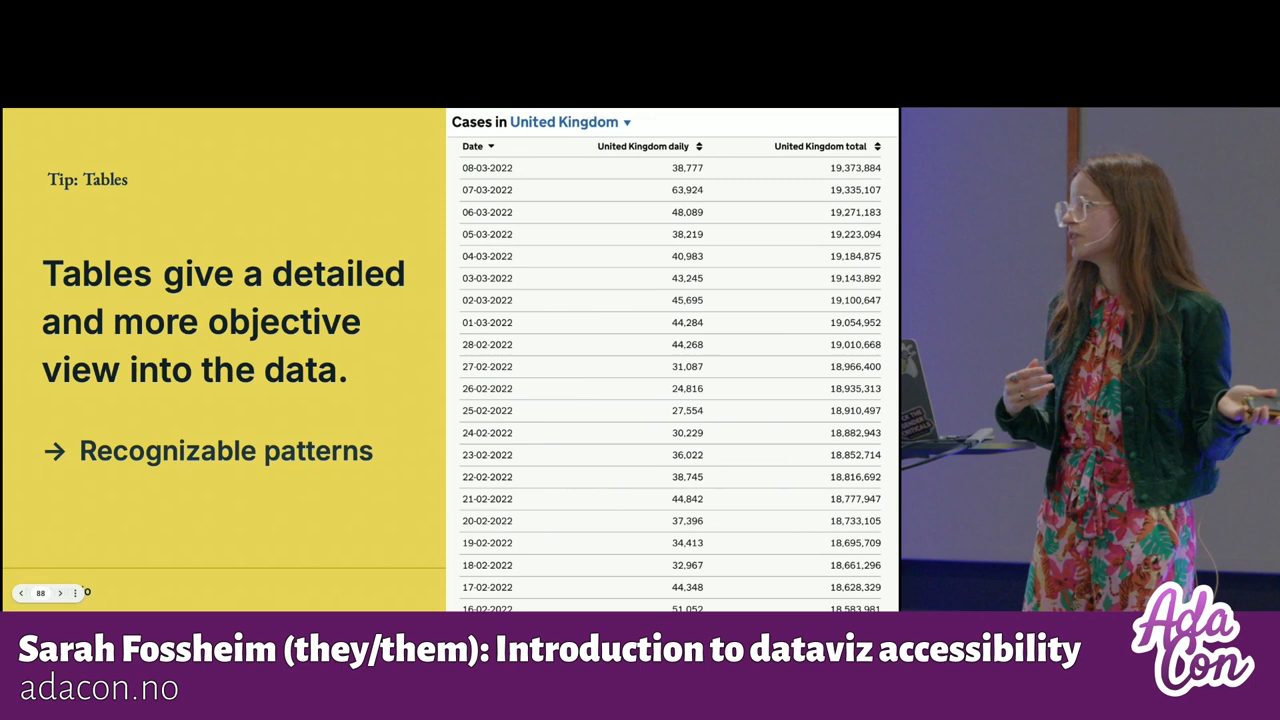 Tip: Tables
Tables give a detailed
and more objective
view into the data.
→ Recognizable patterns
88
Cases in United Kingdom
Date United Kingdom daily United Kingdom total
08-03-2022 38,777 19,373,884
07-03-2022 63,924 19,335,107
06-03-2022 48,089 19,271,183
05-03-2022 38,219 19,223,094
04-03-2022 40,983 19,184,875
03-03-2022 43,245 19,143,892
02-03-2022 45,695 19,100,647
01-03-2022 44,284 19,054,952
28-02-2022 44,268 19,010,668
27-02-2022 31,087 18,966,400
26-02-2022 24,816 18,935,313
25-02-2022 27,554 18,910,497
24-02-2022 30,229 18,882,943
23-02-2022 36,022 18,852,714
22-02-2022 38,745 18,816,692
21-02-2022 44,842 18,777,947
20-02-2022 37,396 18,733,105
19-02-2022 34,413 18,695,709
18-02-2022 32,967 18,661,296
17-02-2022 44,348 18,628,329
16-02-2022 51,052 18,583,981
Sarah Fossheim (they/them): Introduction to dataviz accessibility
adacon.no
Ada
Con